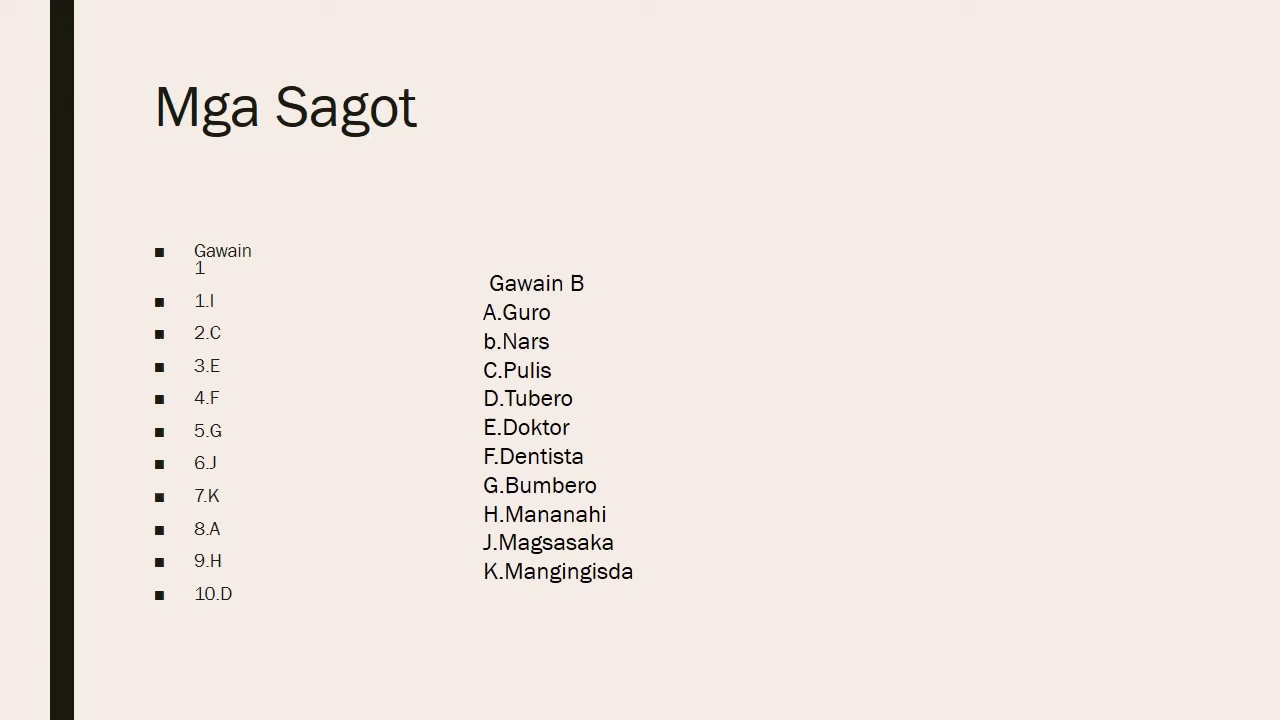 Mga Sagot
Gawain
1
1.I
2.C
3.E
4.F
5.G
6.J
7.K
8.A
9.H
10.D
Gawain B
A.Guro
b.Nars
C.Pulis
D.Tubero
E.Doktor
F.Dentista
G.Bumbero
H.Mananahi
J.Magsasaka
K.Mangingisda